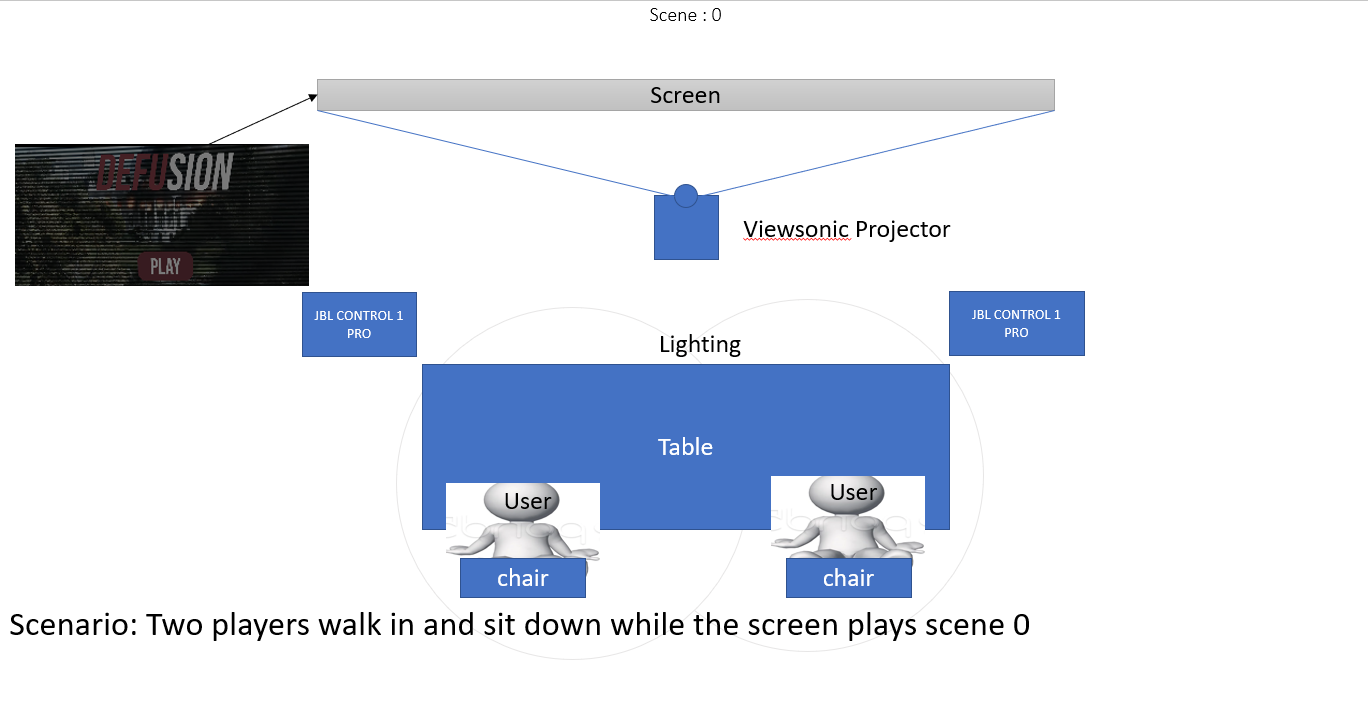 Scene : 0
Screen
DEFUSION
PLAY
Viewsonic Projector
JBL CONTROL 1
PRO
JBL CONTROL 1
PRO
Lighting
Table
User
User
chair
chair
Scenario: Two players walk in and sit down while the screen plays scene 0